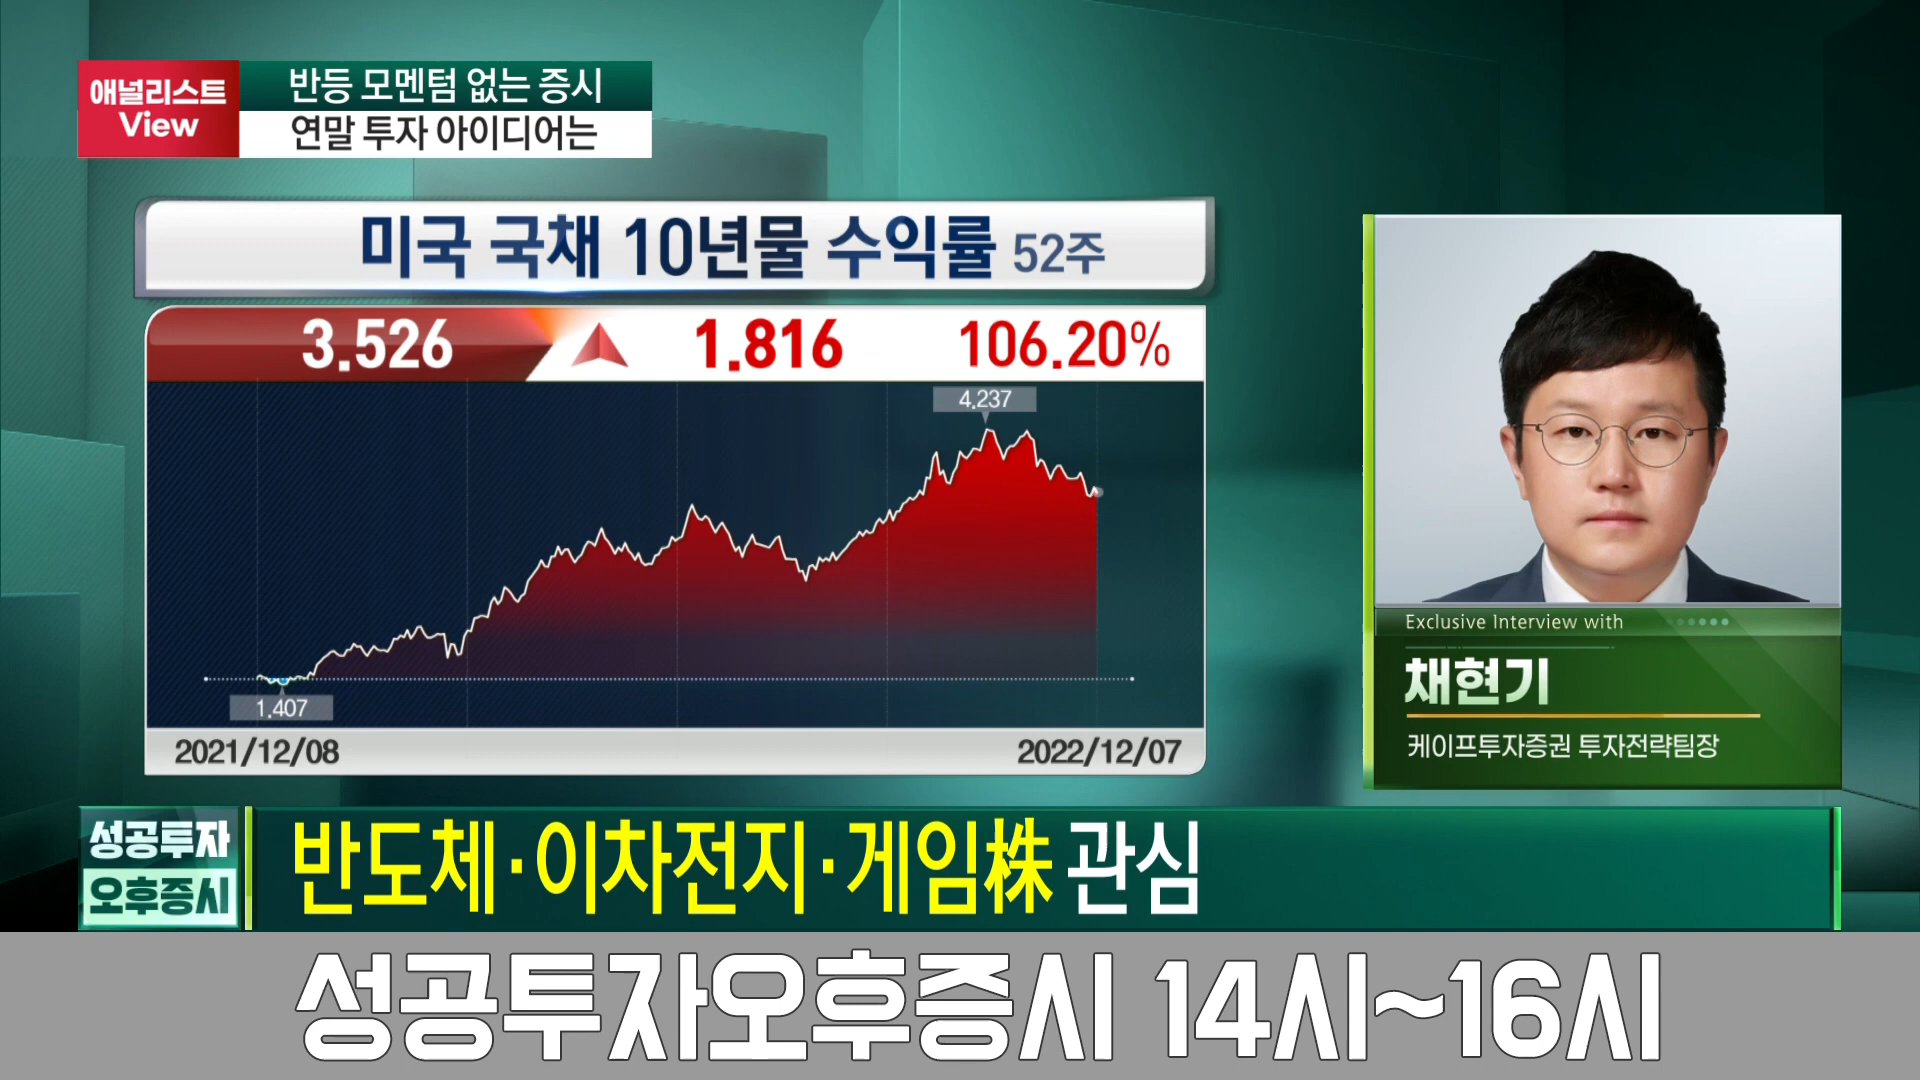 애널리스트
View
반등 모멘텀 없는 증시
연말 투자 아이디어는
미국 국채 10년물 수익률 52주
3.526 1.816 106.20%
4.237
1.407
2021/12/08 2022/12/07
Exclusive Interview with
채현기
케이프투자증권 투자전략팀장
성공투자
오후증시
반도체·이차전지·게임株 관심
성공투자오후증시 14시~16시